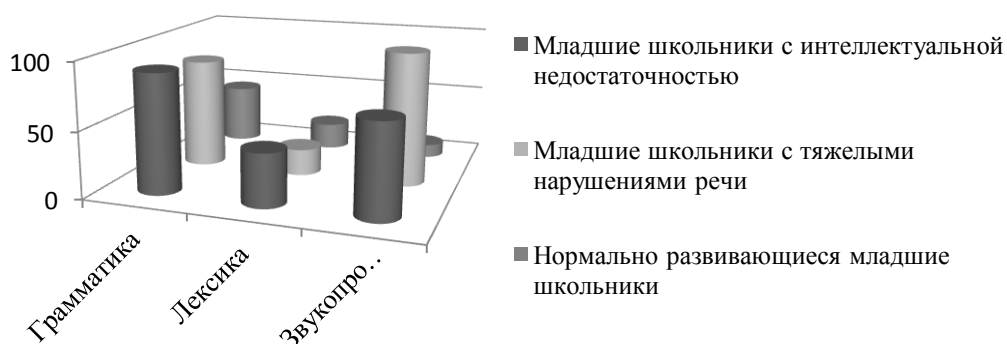 100
50
0
Грамматика
Лексика
Звукопро..
Младшие школьники с интеллектуальной
недостаточностью
Младшие школьники с тяжелыми
нарушениями речи
Нормально развивающиеся младшие
школьники